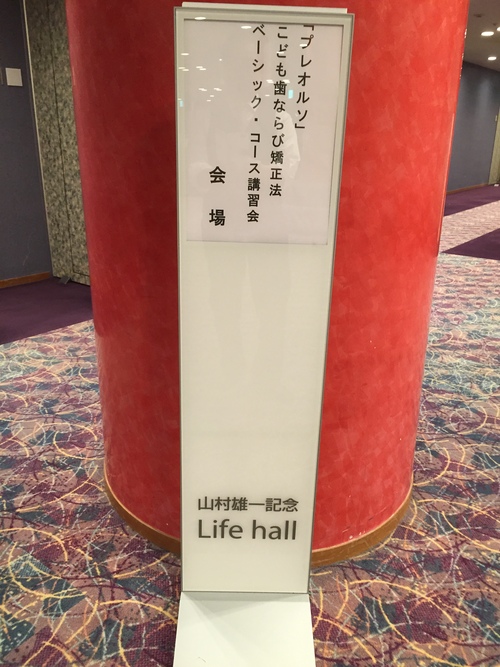 「プレオルソ」
こども歯ならび矯正法
ベーシック・コース講習会
会場
山村雄一記念
Life hall